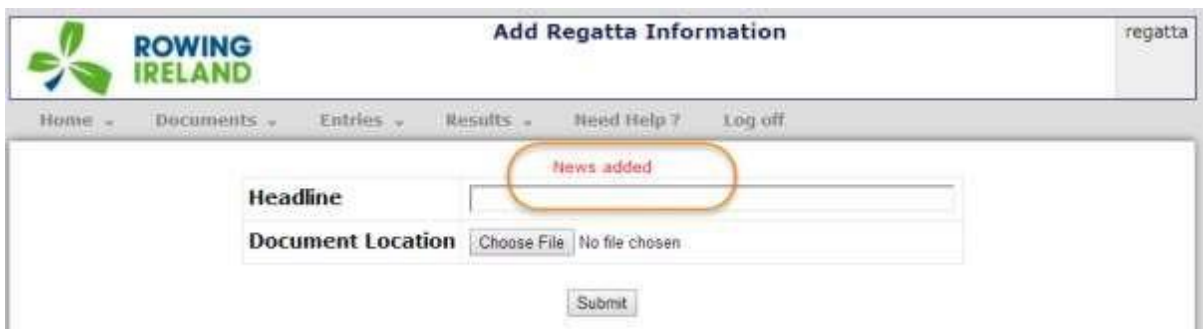 Add Regatta Information
regatta
ROWING
IRELAND
Home Documents Entries Results Need Help ? Log off
News added
Headline
Document Location Choose File No file chosen
Submit